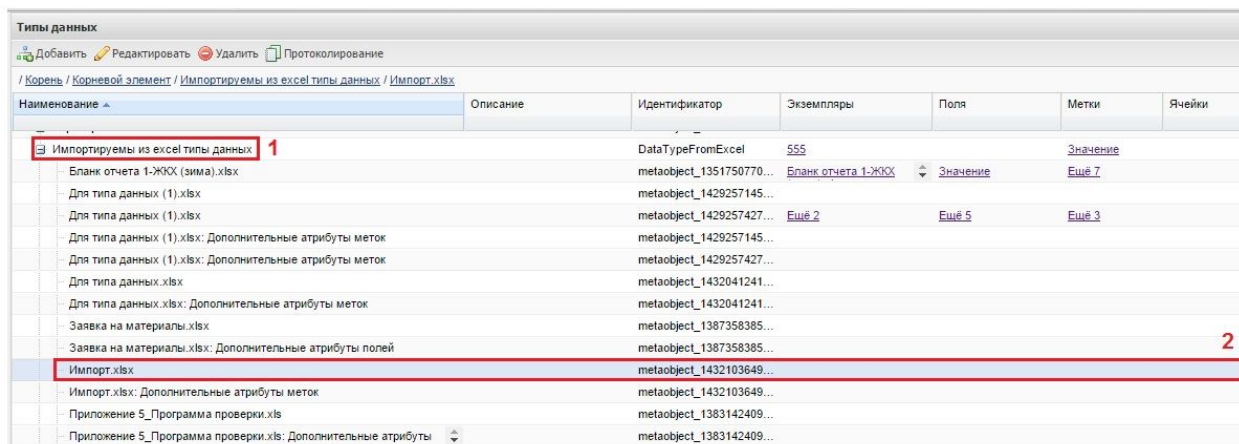 Типы данных
Добавить Редактировать Удалить Протоколирование
/ Корень / Корневой элемент / Импортируемы из excel типы данных / Импорт.xlsx
Наименование Описание Идентификатор Экземпляры Поля Метки Ячейки
Импортируемы из excel типы данных 1 DataTypeFromExcel 555 Значение
Бланк отчета 1-ЖКХ (зима).xlsx metaobject_1351750770... Бланк отчета 1-ЖКХ Значение Ещё 7
Для типа данных (1).xlsx metaobject_1429257145...
Для типа данных (1).xlsx metaobject_1429257427... Ещё 2 Ещё 5 Ещё 3
Для типа данных (1).xlsx: Дополнительные атрибуты меток metaobject_1429257145...
Для типа данных (1).xlsx: Дополнительные атрибуты меток metaobject_1429257427...
Для типа данных.xlsx metaobject_1432041241...
Для типа данных.xlsx: Дополнительные атрибуты меток metaobject_1432041241...
Заявка на материалы.xlsx metaobject_1387358385...
Заявка на материалы.xlsx: Дополнительные атрибуты полей metaobject_1387358385...
2
Импорт.xlsx metaobject_1432103649...
Импорт.xlsx: Дополнительные атрибуты меток metaobject_1432103649...
Приложение 5_Программа проверки.xls metaobject_1383142409...
Приложение 5_Программа проверки.xls: Дополнительные атрибуты metaobject_1383142409...